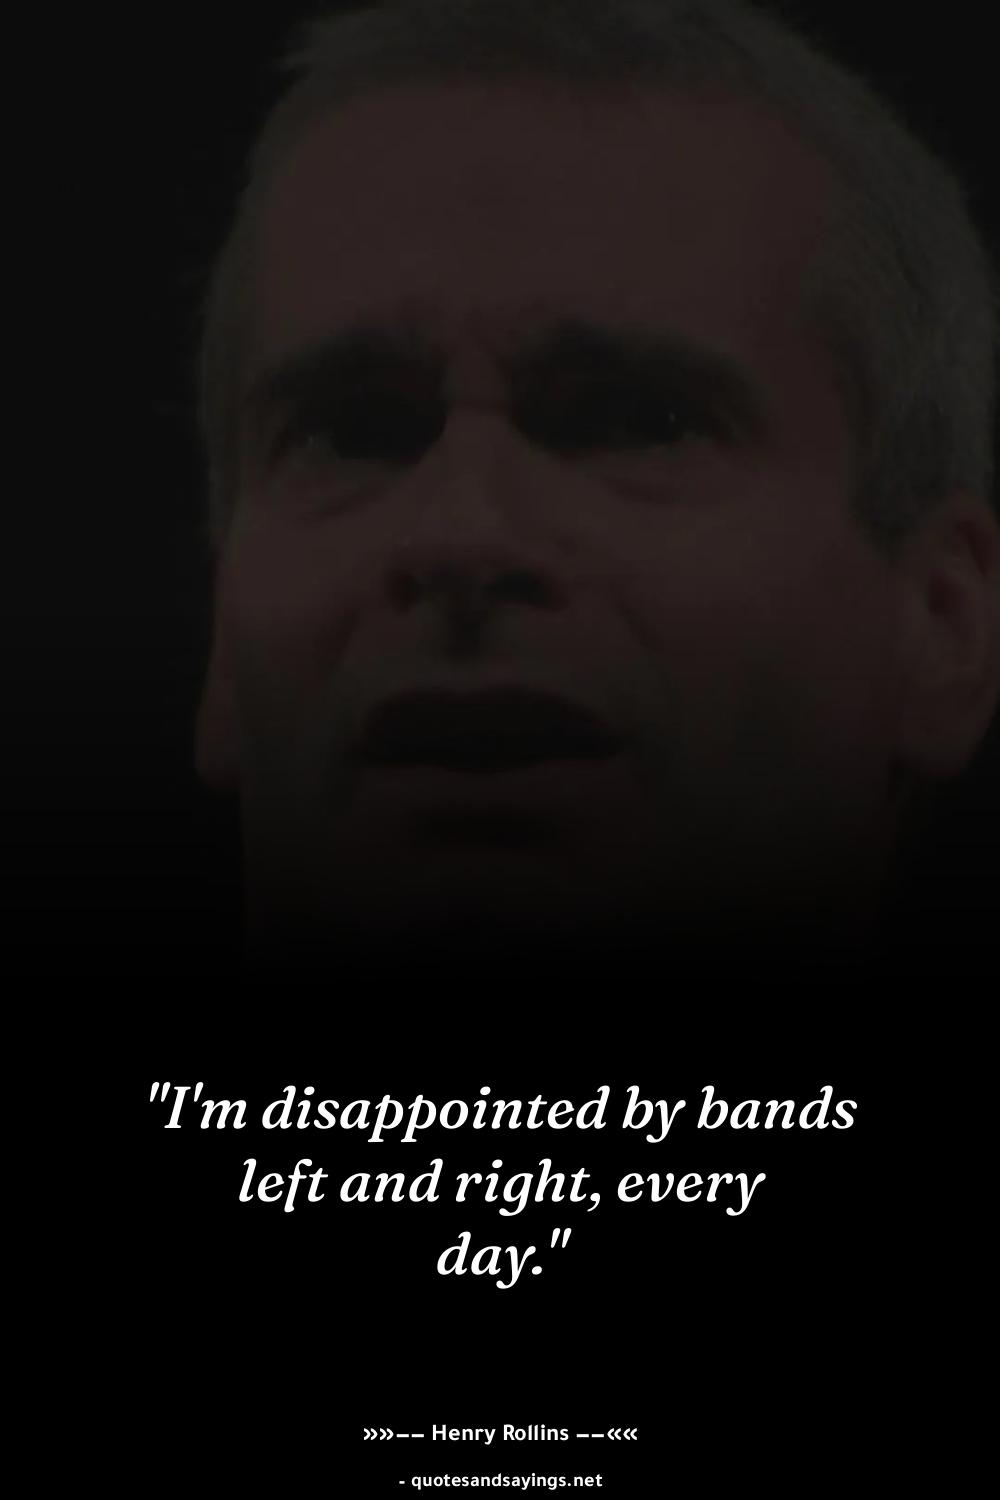 "I'm disappointed by bands
left and right, every
day."
»»−− Henry Rollins −−««
- quotesandsayings.net